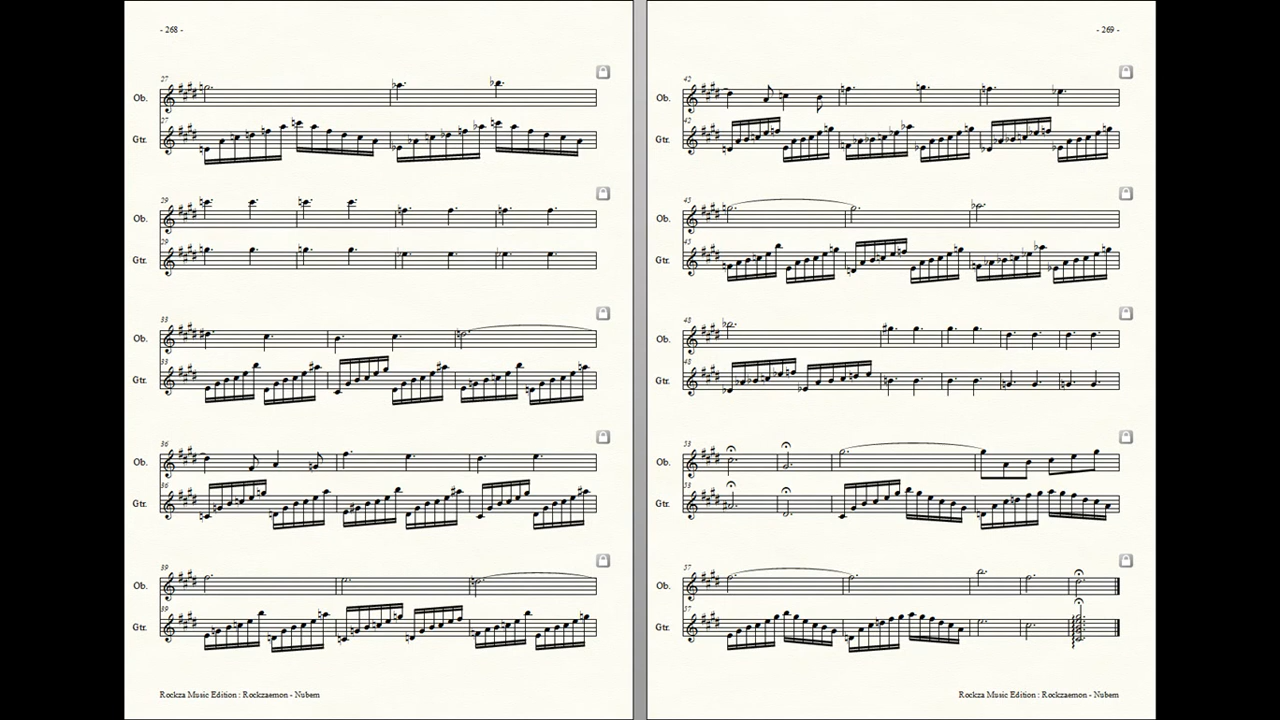 - 268 -
27
Ob.
27
Gtr.
29
Ob.
29
Gtr.
33
Ob.
33
Gtr.
36
Ob.
36
Gtr.
39
Ob.
39
Gtr.
Rockza Music Edition : Rockzaemon - Nubem
- 269 -
42
Ob.
42
Gtr.
45
Ob.
45
Gtr.
48
Ob.
48
Gtr.
53
Ob.
53
Gtr.
57
Ob.
57
Gtr.
Rockza Music Edition : Rockzaemon - Nubem